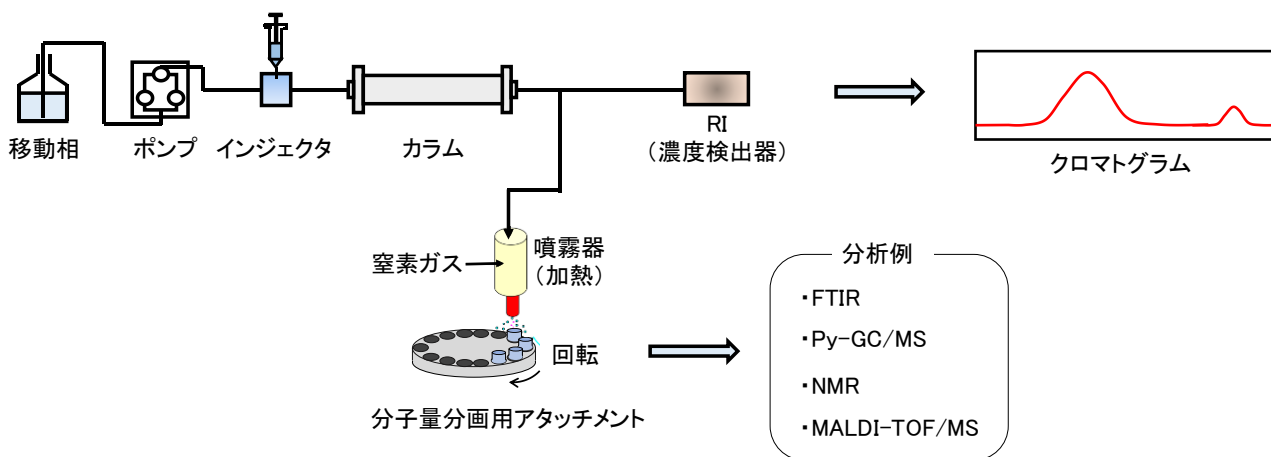 移動相
ポンプ
インジェクタ
カラム
RI
（濃度検出器）
クロマトグラム
窒素ガス
噴霧器
（加熱）
回転
分子量分画用アタッチメント
分析例
・FTIR
・Py-GC/MS
・NMR
・MALDI-TOF/MS